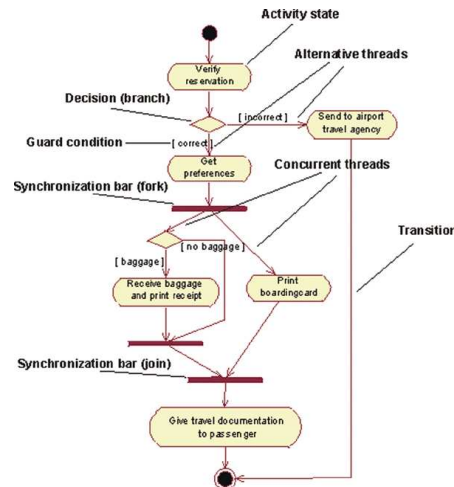 Activity state
Verify
reservation
Alternative threads
Decision (branch)
[ incorrect ]
Send to airport
travel agency
Guard condition
[ correct ]
Get
preferences
Concurrent threads
Synchronization bar (fork)
[ no baggage ]
Transition
[ baggage ]
Receive baggage
and print receipt
Print
boardingcard
Synchronization bar (join)
Give travel documentation
to passenger